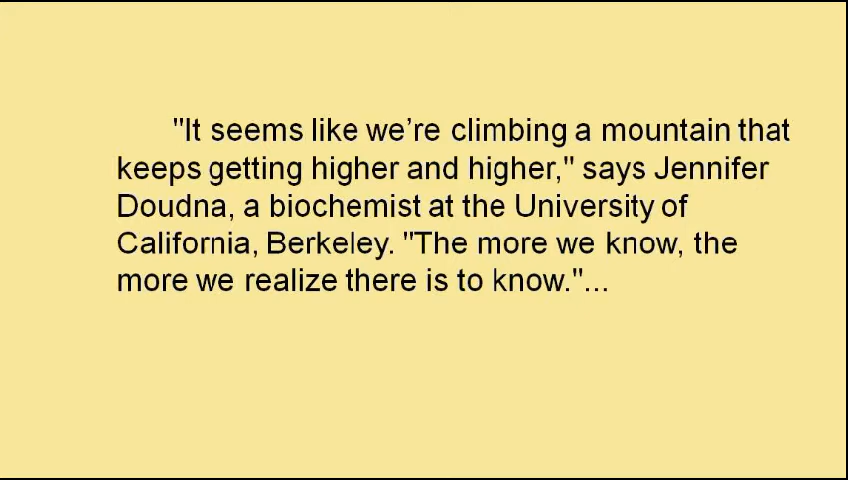 "It seems like we’re climbing a mountain that
keeps getting higher and higher," says Jennifer
Doudna, a biochemist at the University of
California, Berkeley. "The more we know, the
more we realize there is to know."...